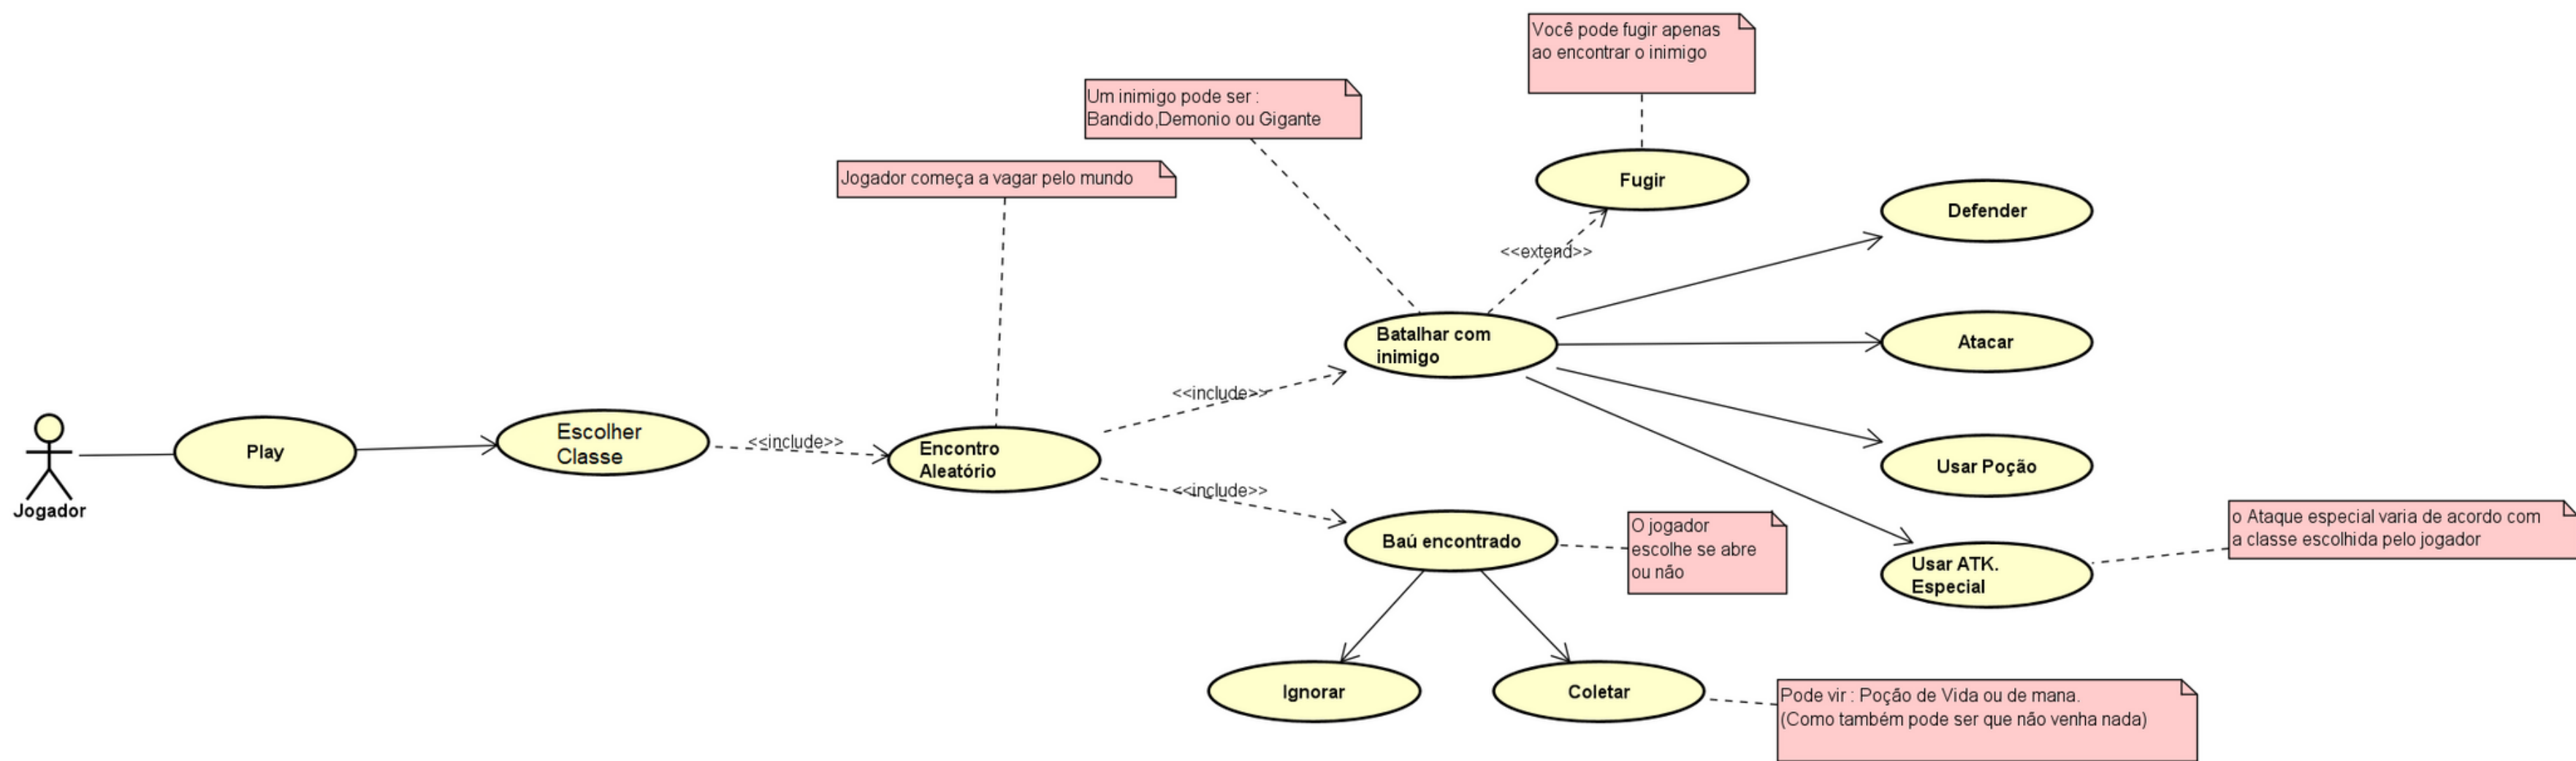 Você pode fugir apenas
ao encontrar o inimigo
Um inimigo pode ser :
Bandido,Demonio ou Gigante
Jogador começa a vagar pelo mundo
Fugir
Defender
<<extend>>
Batalhar com
inimigo
Atacar
<<include>>
Jogador
Play
Escolher
Classe
<<include>>
Encontro
Aleatório
Usar Poção
<<include>>
Baú encontrado
O jogador
escolhe se abre
ou não
o Ataque especial varia de acordo com
a classe escolhida pelo jogador
Usar ATK.
Especial
Ignorar
Coletar
Pode vir : Poção de Vida ou de mana.
(Como também pode ser que não venha nada)